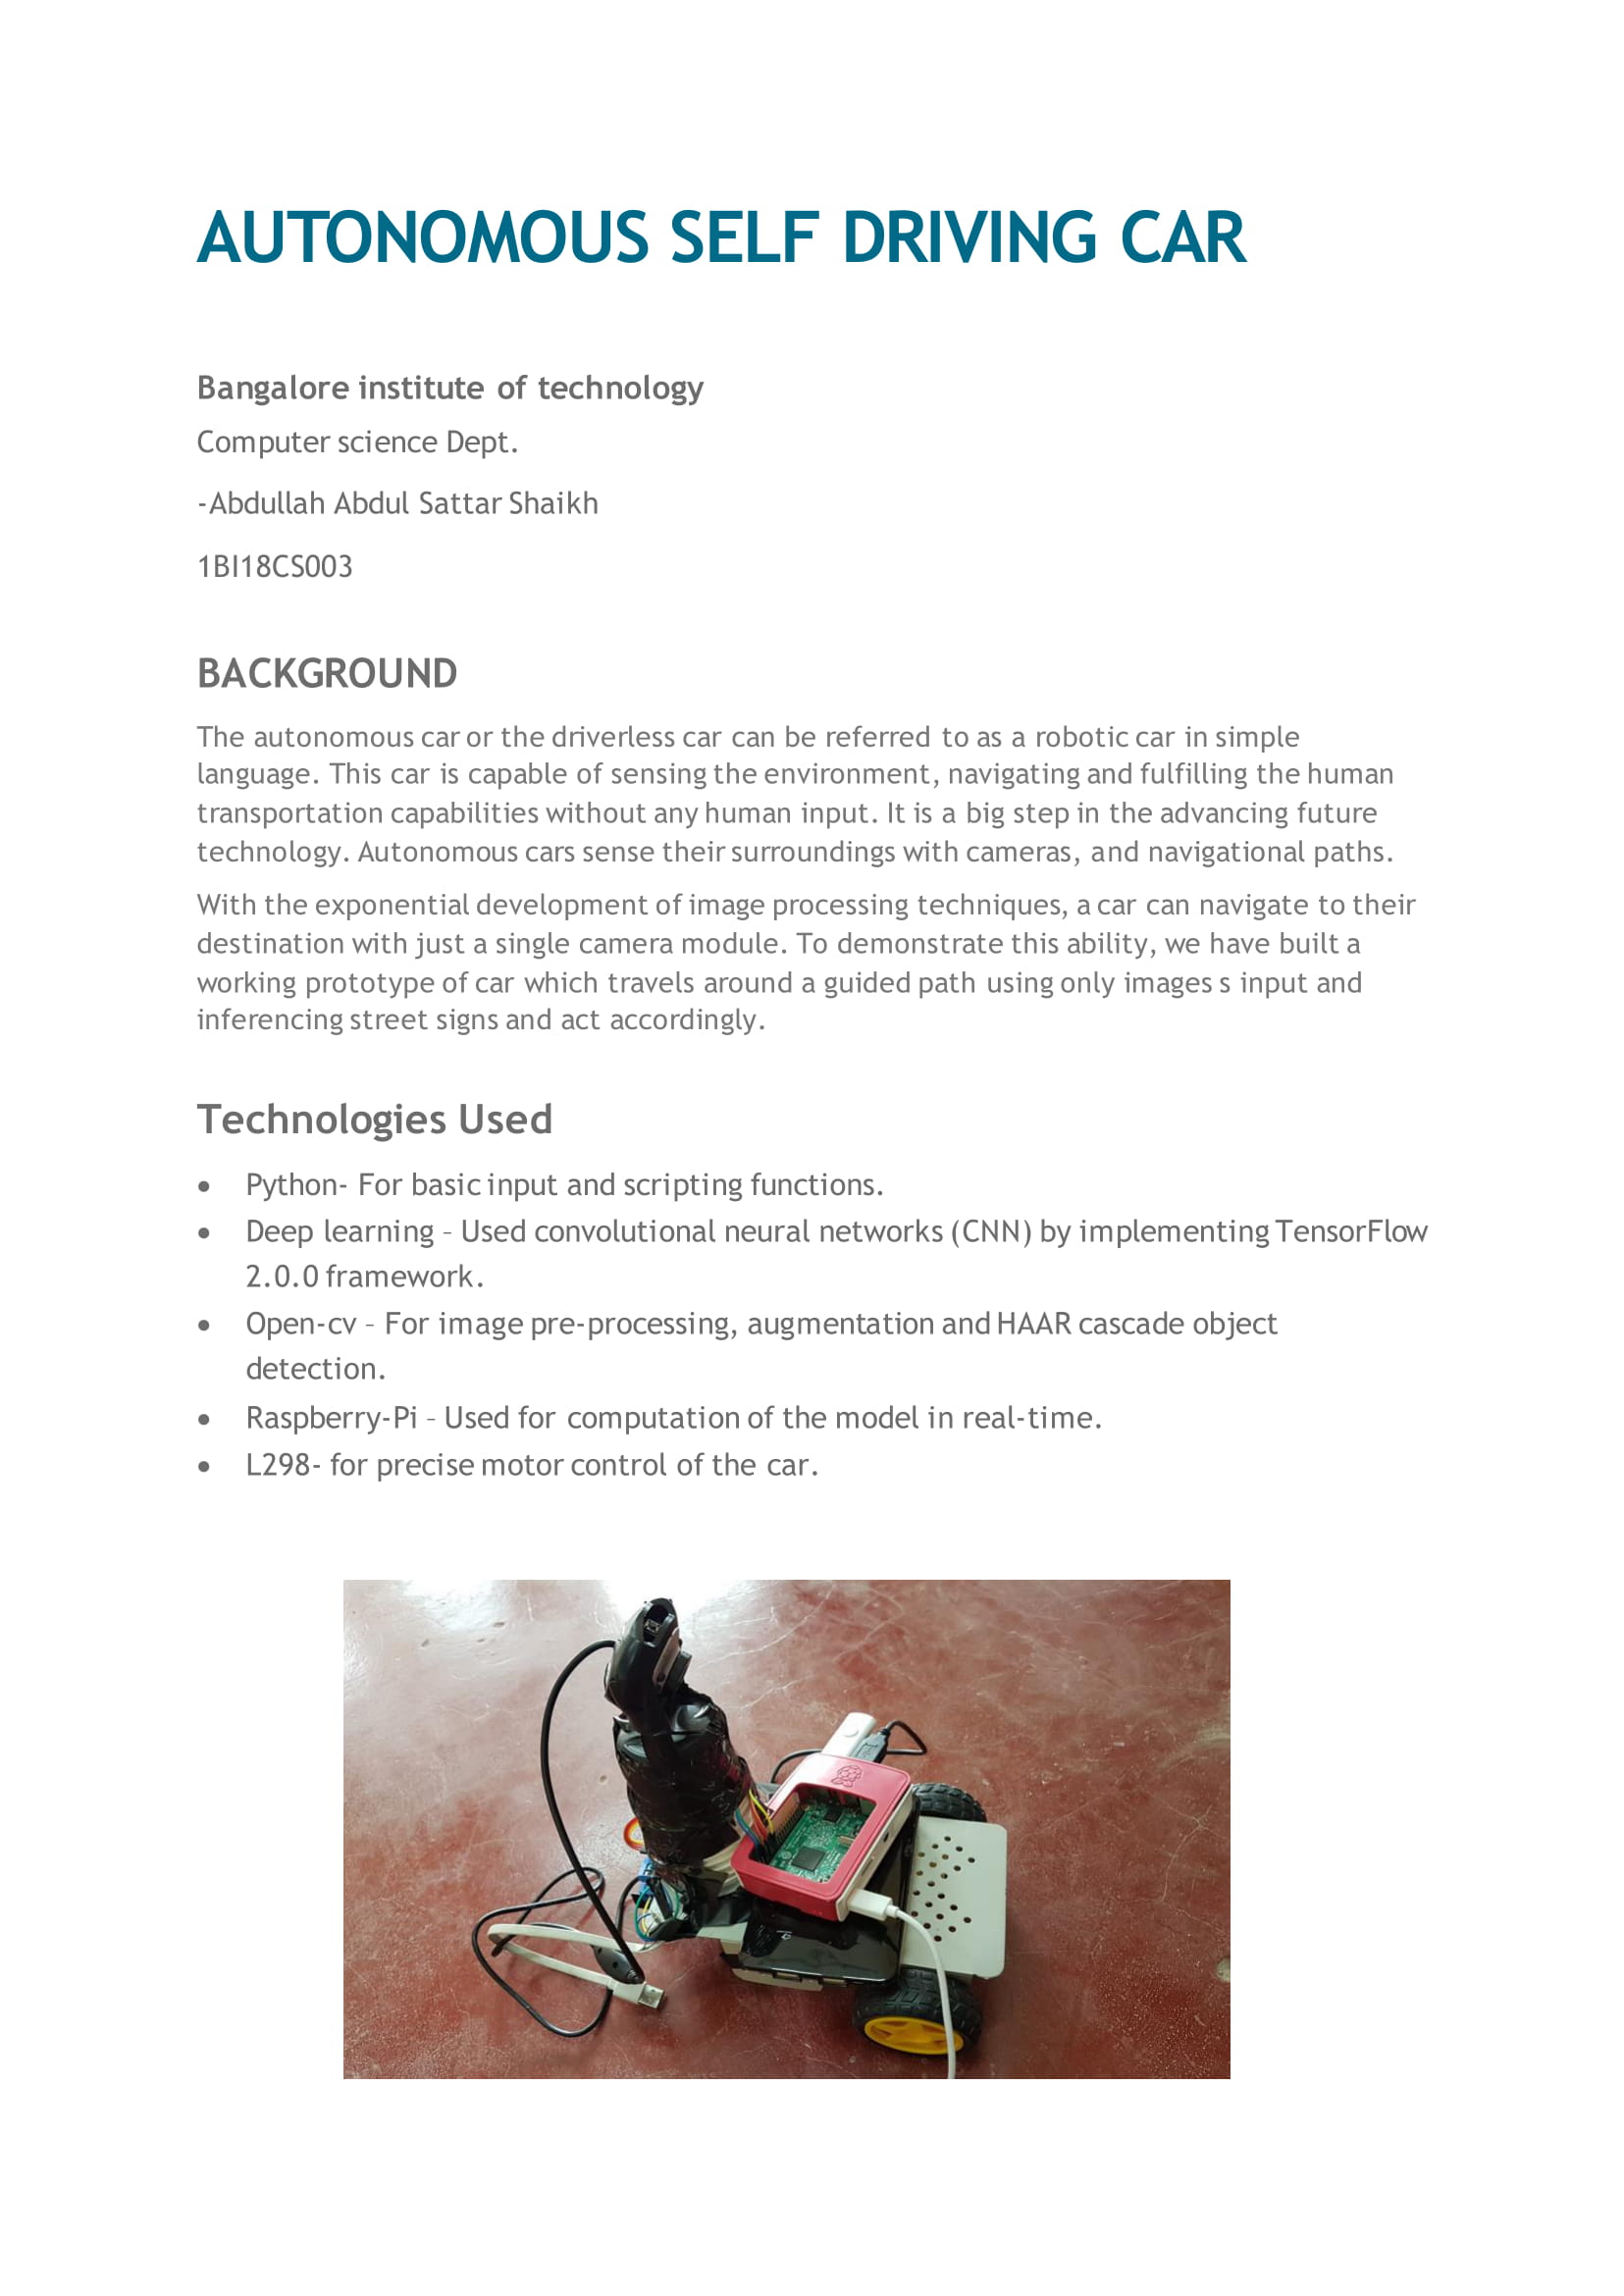 AUTONOMOUS SELF DRIVING CAR
Bangalore institute of technology
Computer science Dept.
-Abdullah Abdul Sattar Shaikh
1BI18CS003
BACKGROUND
The autonomous car or the driverless car can be referred to as a robotic car in simple
language. This car is capable of sensing the environment, navigating and fulfilling the human
transportation capabilities without any human input. It is a big step in the advancing future
technology. Autonomous cars sense their surroundings with cameras, and navigational paths.
With the exponential development of image processing techniques, a car can navigate to their
destination with just a single camera module. To demonstrate this ability, we have built a
working prototype of car which travels around a guided path using only images s input and
inferencing street signs and act accordingly.
Technologies Used
• Python- For basic input and scripting functions.
• Deep learning – Used convolutional neural networks (CNN) by implementing TensorFlow
2.0.0 framework.
• Open-cv – For image pre-processing, augmentation and HAAR cascade object
detection.
• Raspberry-Pi – Used for computation of the model in real-time.
• L298- for precise motor control of the car.